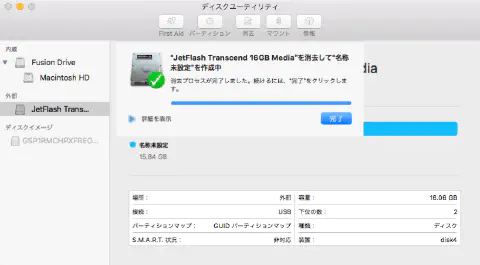 ディスクユーティリティ
First Aid パーティション 消去 マウント 情報
内蔵
Fusion Drive
Macintosh HD
外部
JetFlash Trans...
ディスクイメージ
"JetFlash Transcend 16GB Media"を消去して"名称
未設定"を作成中
消去プロセスが完了しました。続けるには、"完了"をクリックしま
す。
詳細を表示
完了
dia
名称未設定
15.84 GB
場所： 外部 容量： 16.06 GB
接続： USB 下位の数： 2
パーティションマップ： GUID パーティションマップ 種類： ディスク
S.M.A.R.T. 状況： 非対応 装置： disk4